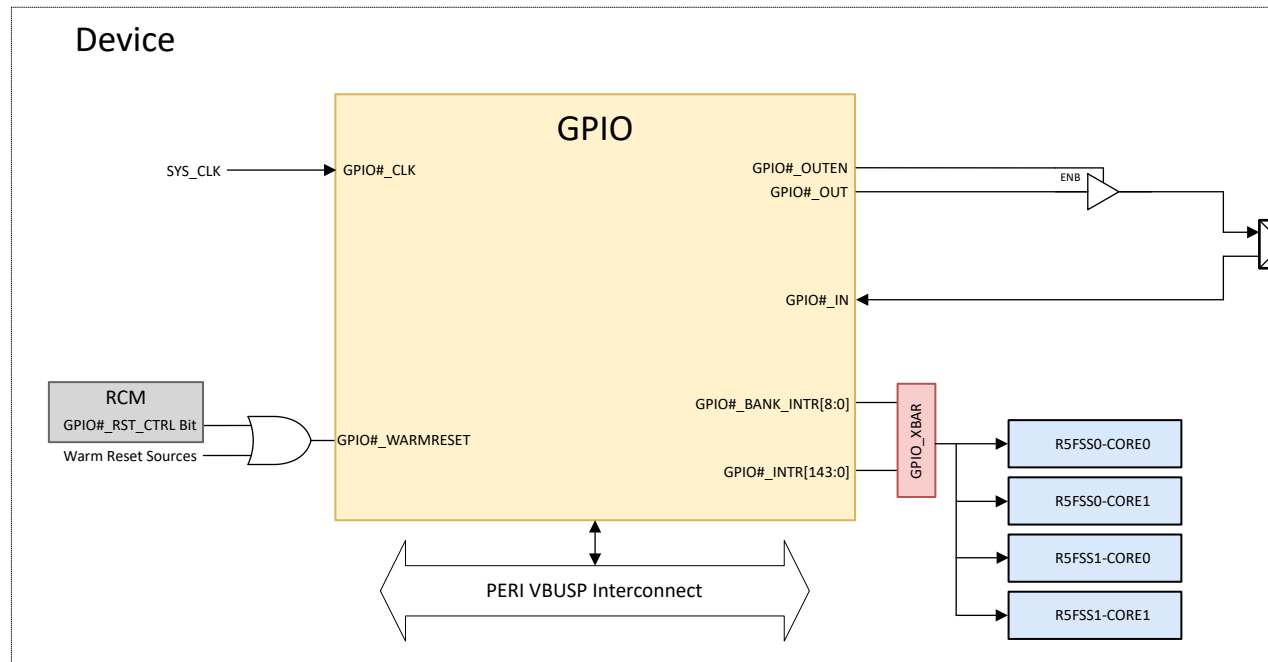 Device
GPIO
SYS_CLK
GPIO#_CLK
GPIO#_OUTEN
GPIO#_OUT
ENB
GPIO#_IN
RCM
GPIO#_RST_CTRL Bit
Warm Reset Sources
GPIO#_WARMRESET
GPIO#_BANK_INTR[8:0]
GPIO#_INTR[143:0]
GPIO_XBAR
R5FSS0-CORE0
R5FSS0-CORE1
R5FSS1-CORE0
R5FSS1-CORE1
PERI VBUSP Interconnect